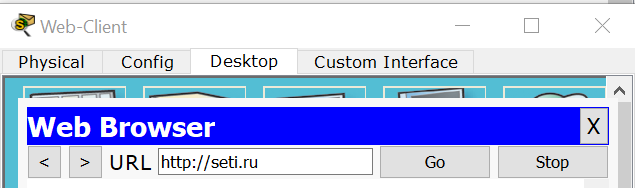 Web-Client
Physical Config Desktop Custom Interface
Web Browser X
< > URL http://seti.ru Go Stop